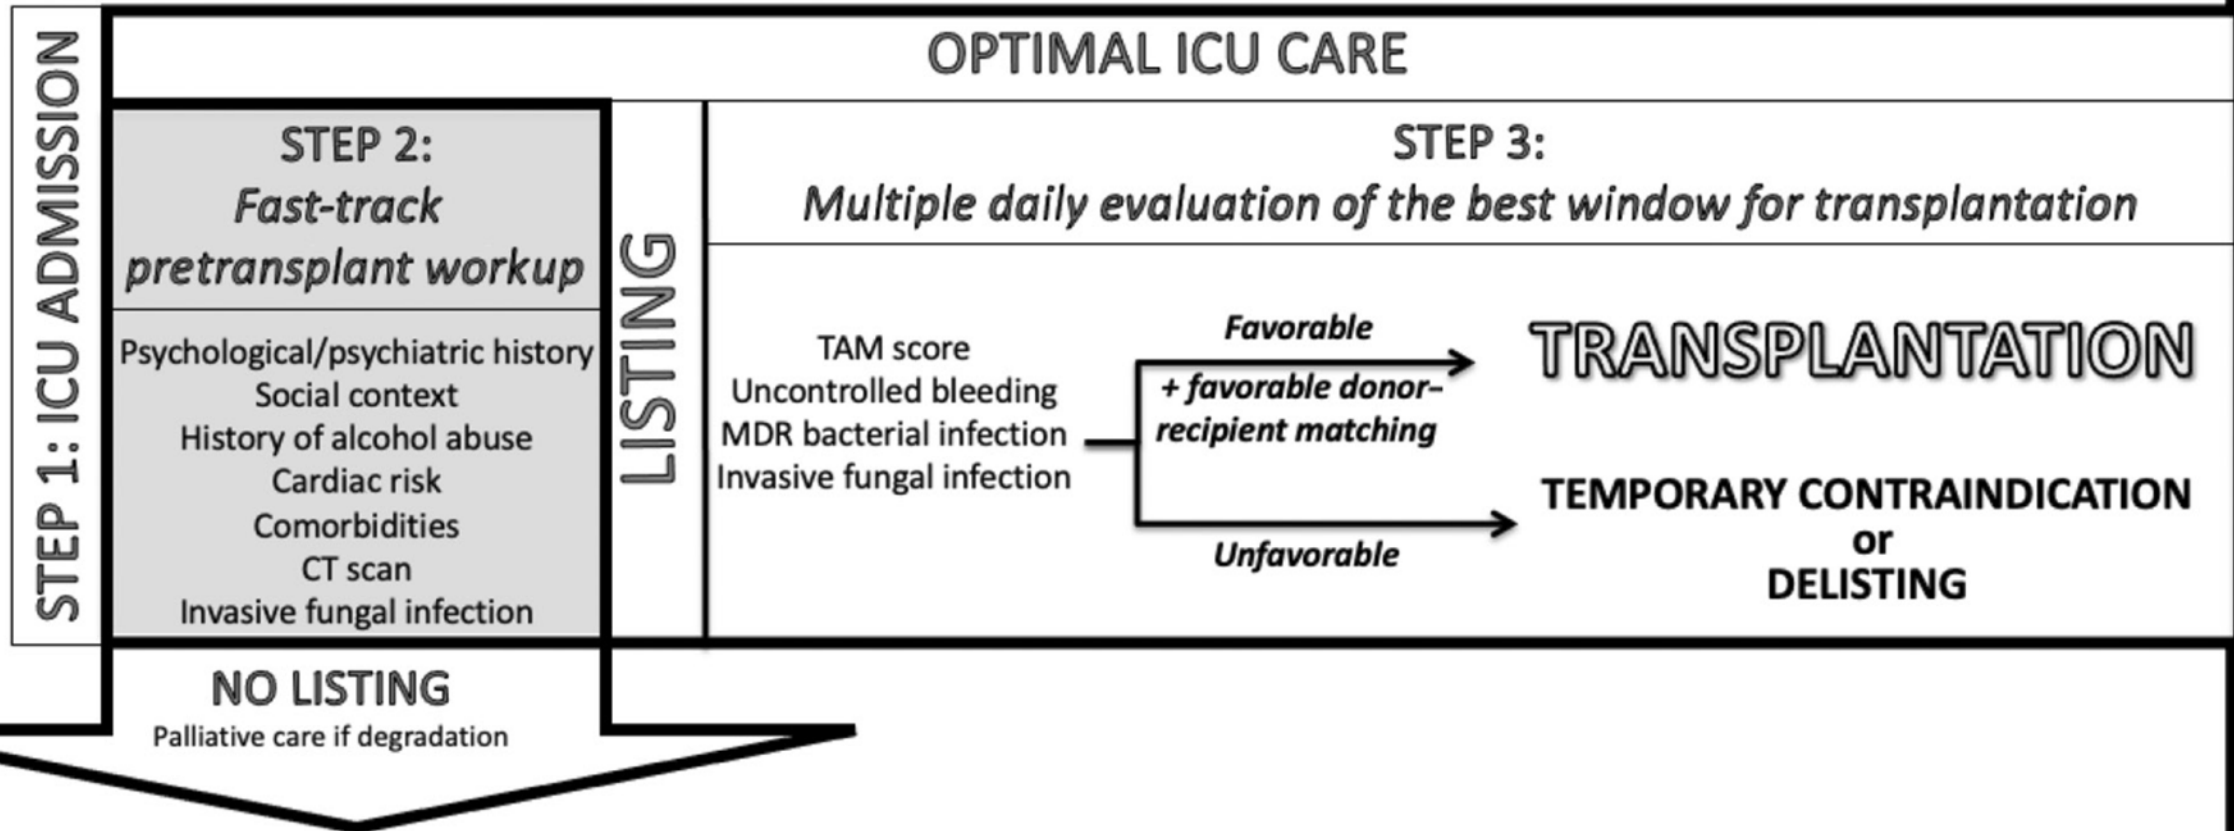 STEP 1: ICU ADMISSION
OPTIMAL ICU CARE
STEP 2:
Fast-track
pretransplant workup
Psychological/psychiatric history
Social context
History of alcohol abuse
Cardiac risk
Comorbidities
CT scan
Invasive fungal infection
NO LISTING
Palliative care if degradation
LISTING
STEP 3:
Multiple daily evaluation of the best window for transplantation
TAM score
Uncontrolled bleeding
MDR bacterial infection
Invasive fungal infection
Favorable
+ favorable donor–
recipient matching
TRANSPLANTATION
Unfavorable
TEMPORARY CONTRAINDICATION
or
DELISTING